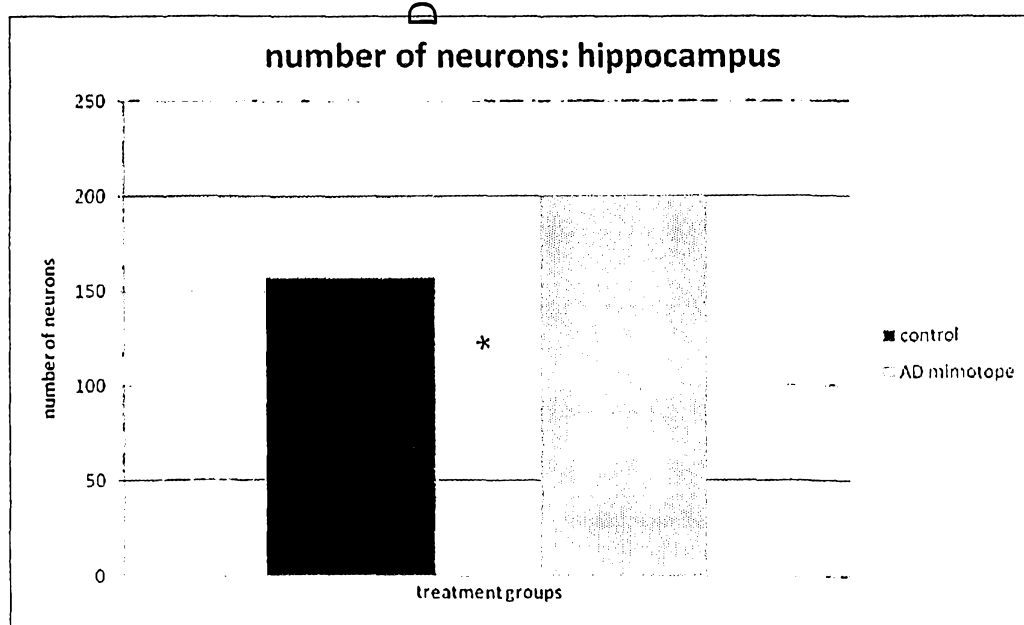 D
number of neurons: hippocampus
250
200
150
100
50
0
number of neurons
*
treatment groups
control
AD mimotope